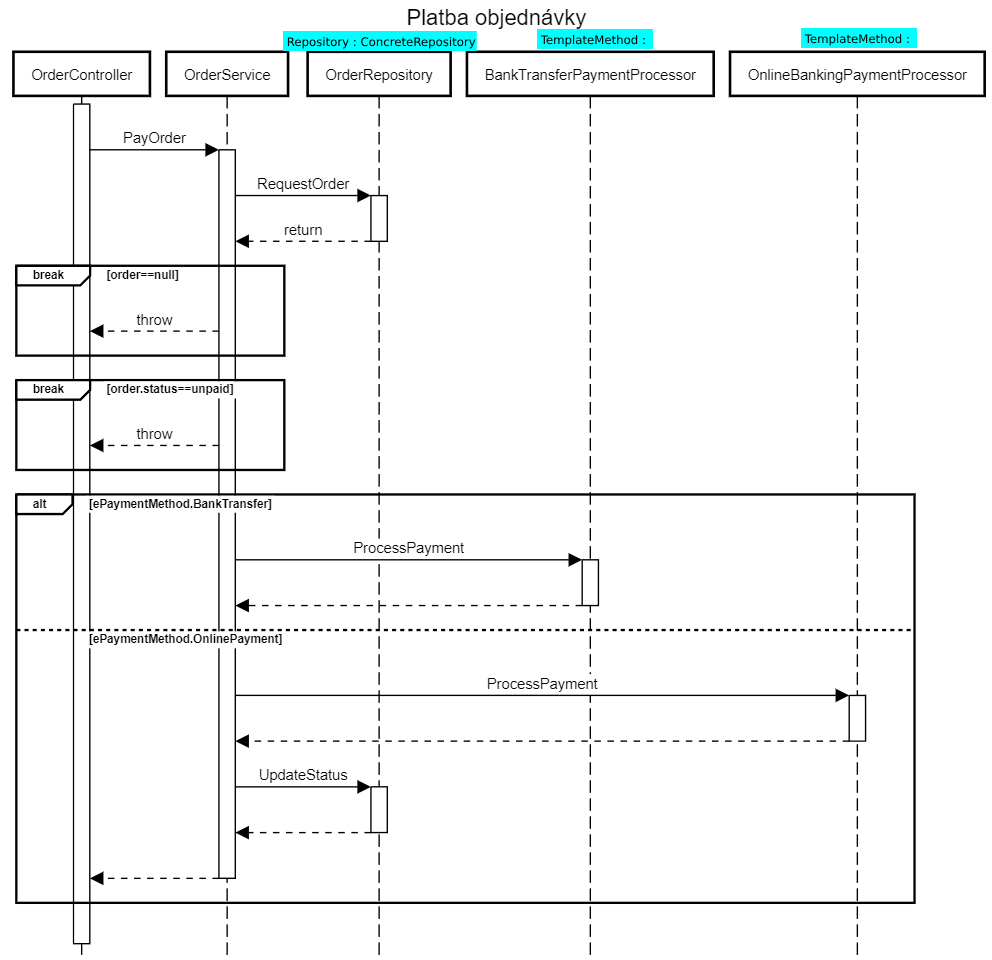 Platba objednávky
Repository : ConcreteRepository
TemplateMethod :
TemplateMethod :
OrderController
OrderService
OrderRepository
BankTransferPaymentProcessor
OnlineBankingPaymentProcessor
PayOrder
RequestOrder
return
break
[order==null]
throw
break
[order.status==unpaid]
throw
alt
[ePaymentMethod.BankTransfer]
ProcessPayment
[ePaymentMethod.OnlinePayment]
ProcessPayment
UpdateStatus